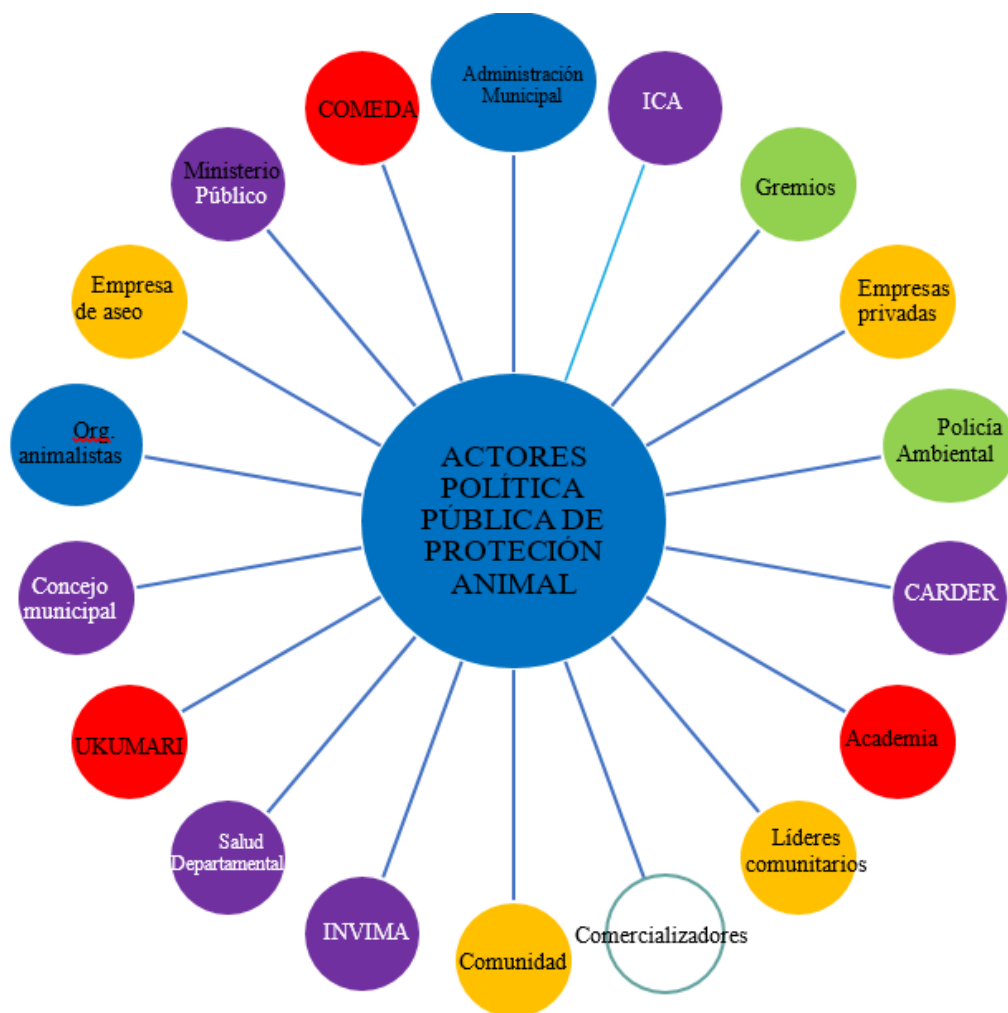 Administración
Municipal
ICA
Gremios
Empresas
privadas
Policía
Ambiental
CARDER
Academia
Líderes
comunitarios
Comercializadores
Comunidad
INVIMA
Salud
Departamental
UKUMARI
Concejo
municipal
Org.
animalistas
Empresa
de aseo
Ministerio
Público
COMEDA
ACTORES
POLÍTICA
PÚBLICA DE
PROTECIÓN
ANIMAL